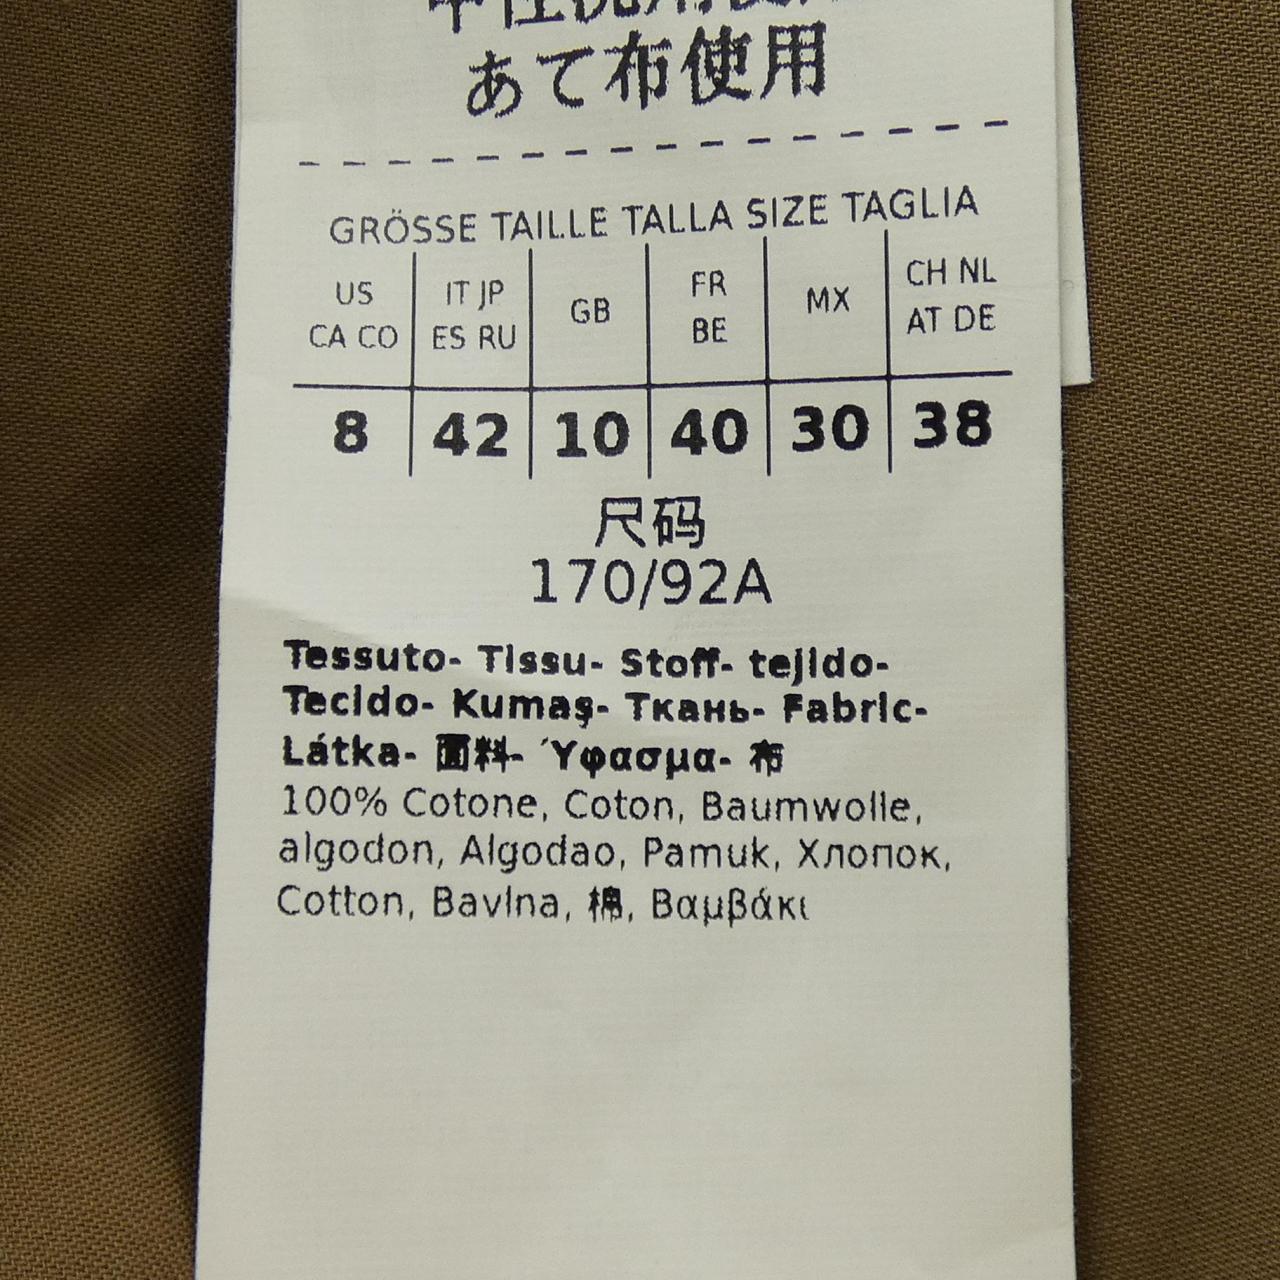 あて布使用
GRÖSSE TAILLE TALLA SIZE TAGLIA
US CA CO
IT JP ES RU
GB
FR BE
MX
CH NL AT DE
8 42 10 40 30 38
尺码
170/92A
Tessuto- Tissu- Stoff- tejido-
Tecido- Kumaş- Ткань- Fabric-
Látka- 面料- Ύφασμα- 布
100% Cotone, Coton, Baumwolle,
algodon, Algodao, Pamuk, Хлопок,
Cotton, Bavlna, 棉, Βαμβάκι